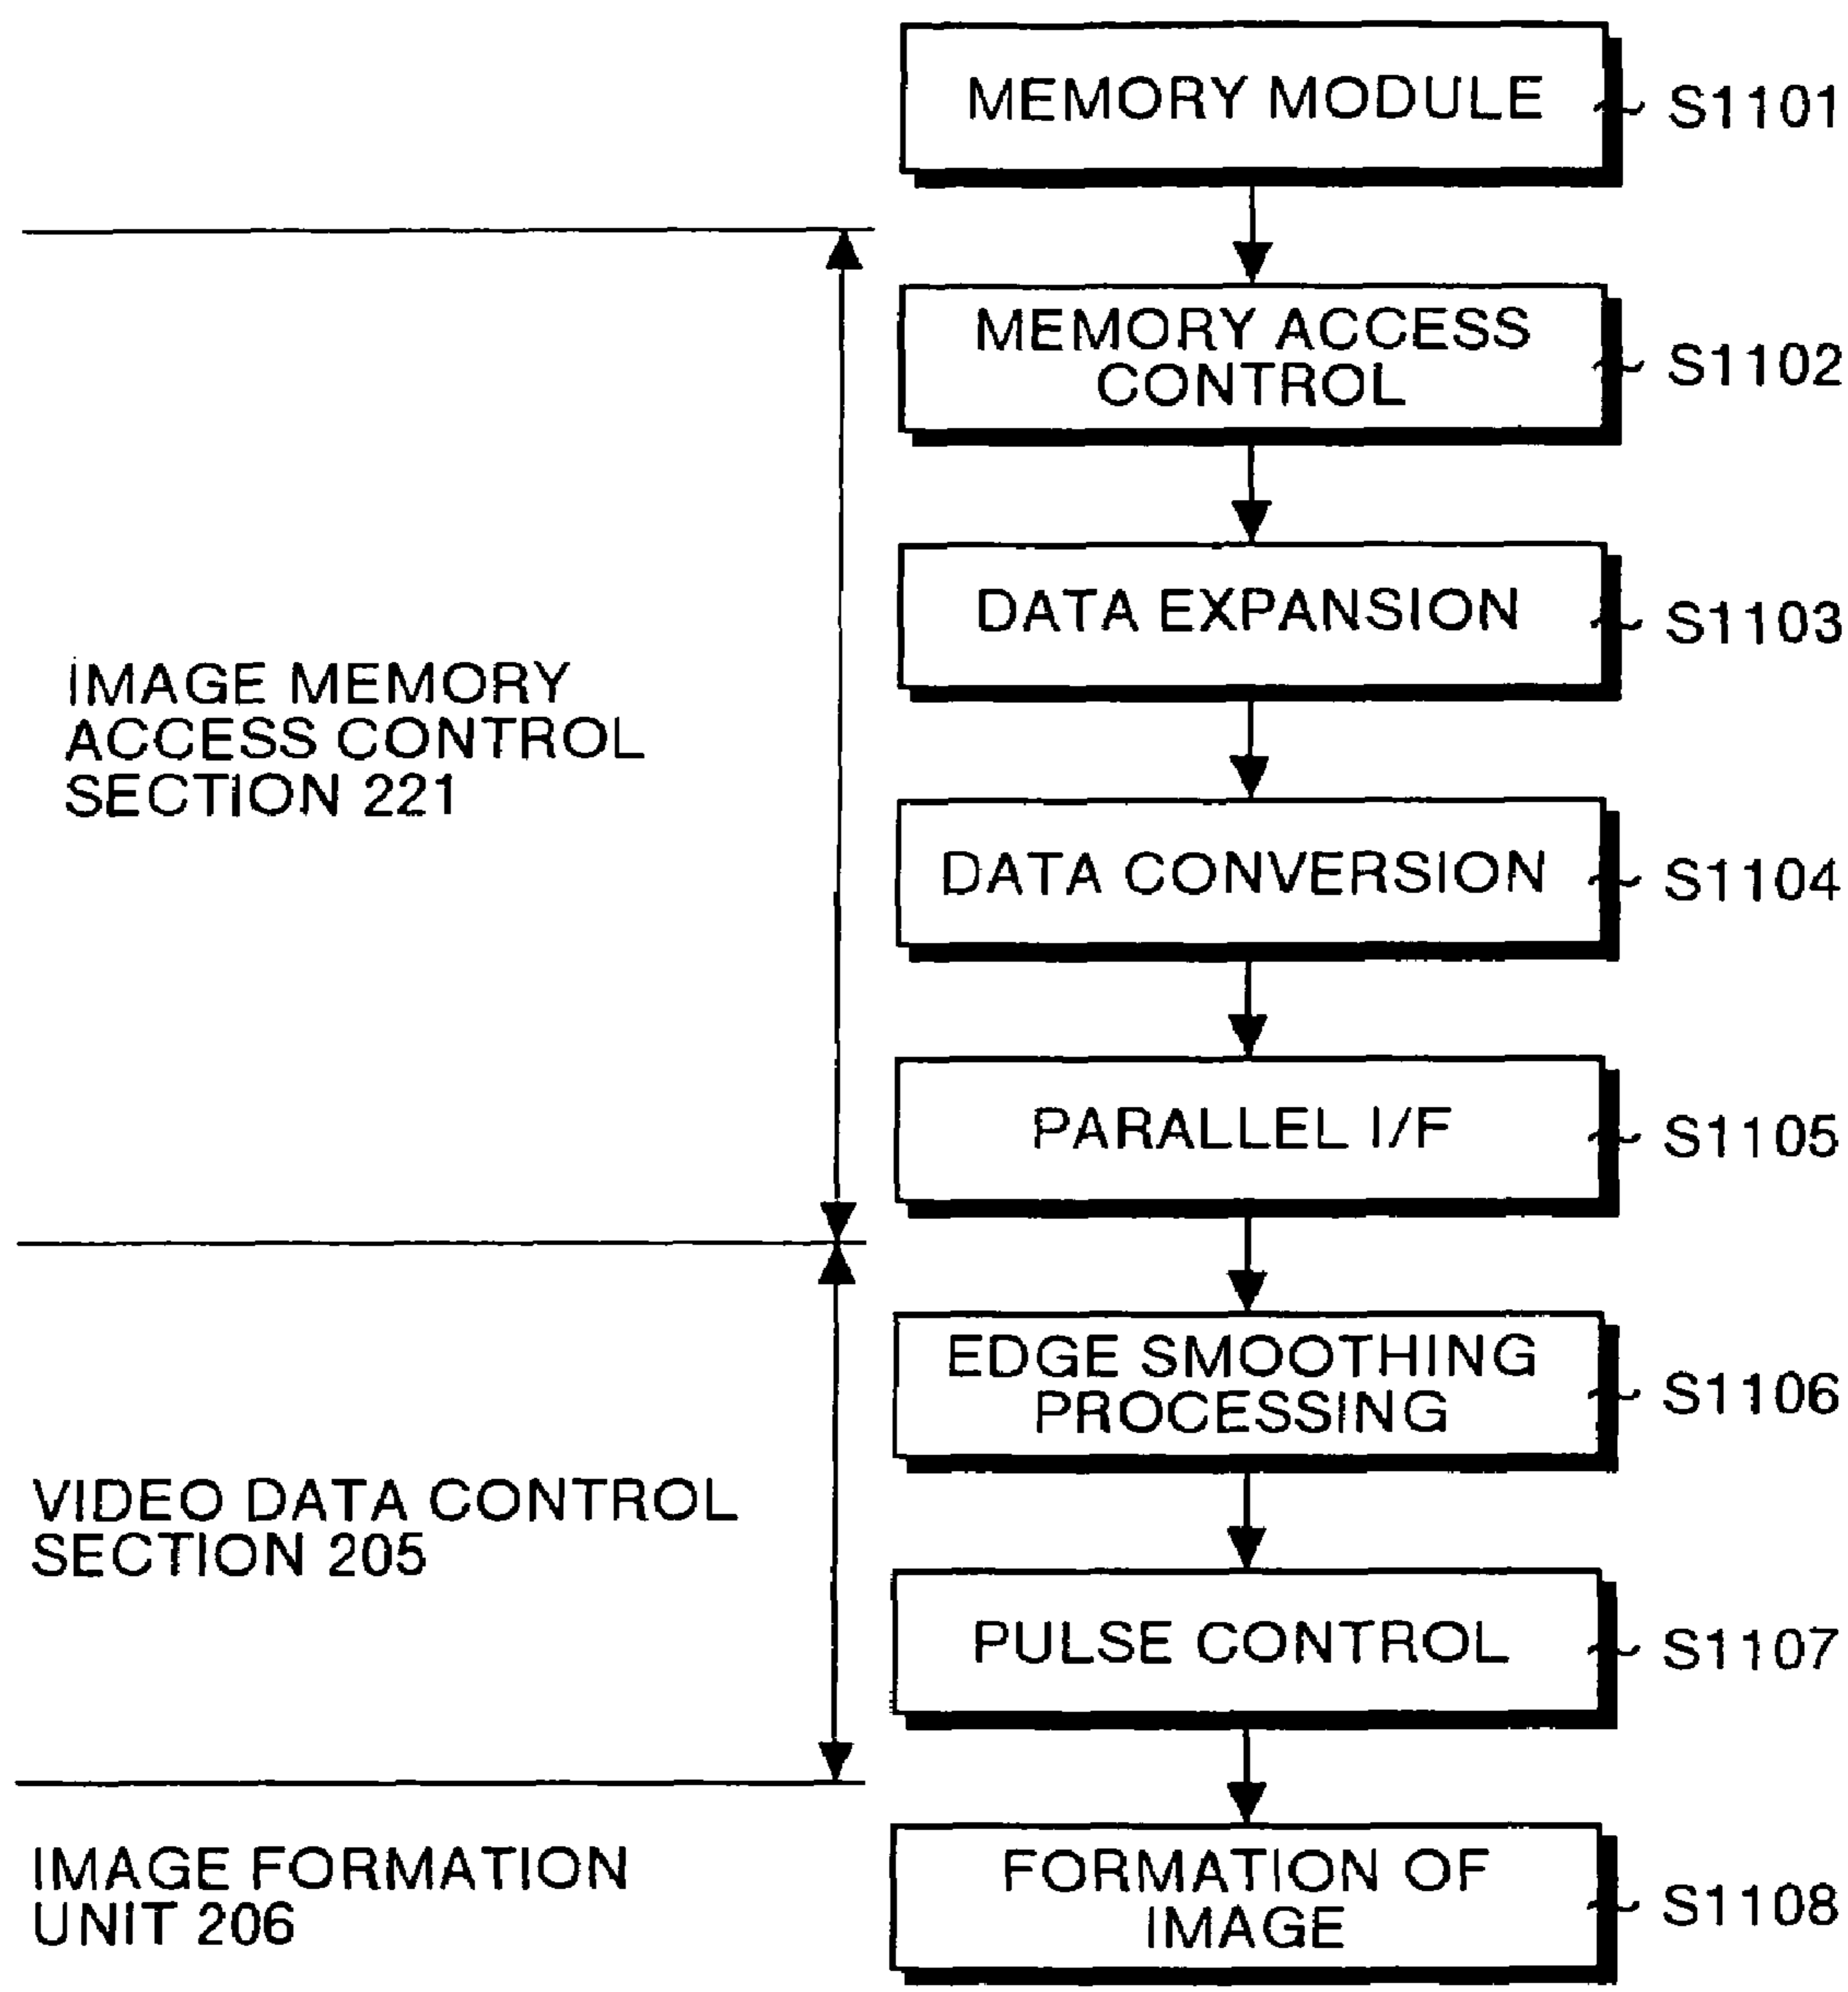 MEMORY MODULE
S1101
MEMORY ACCESS
CONTROL
S1102
DATA EXPANSION
S1103
IMAGE MEMORY
ACCESS CONTROL
SECTION 221
DATA CONVERSION
S1104
PARALLEL I/F
S1105
EDGE SMOOTHING
PROCESSING
S1106
VIDEO DATA CONTROL
SECTION 205
PULSE CONTROL
S1107
IMAGE FORMATION
UNIT 206
FORMATION OF
IMAGE
S1108